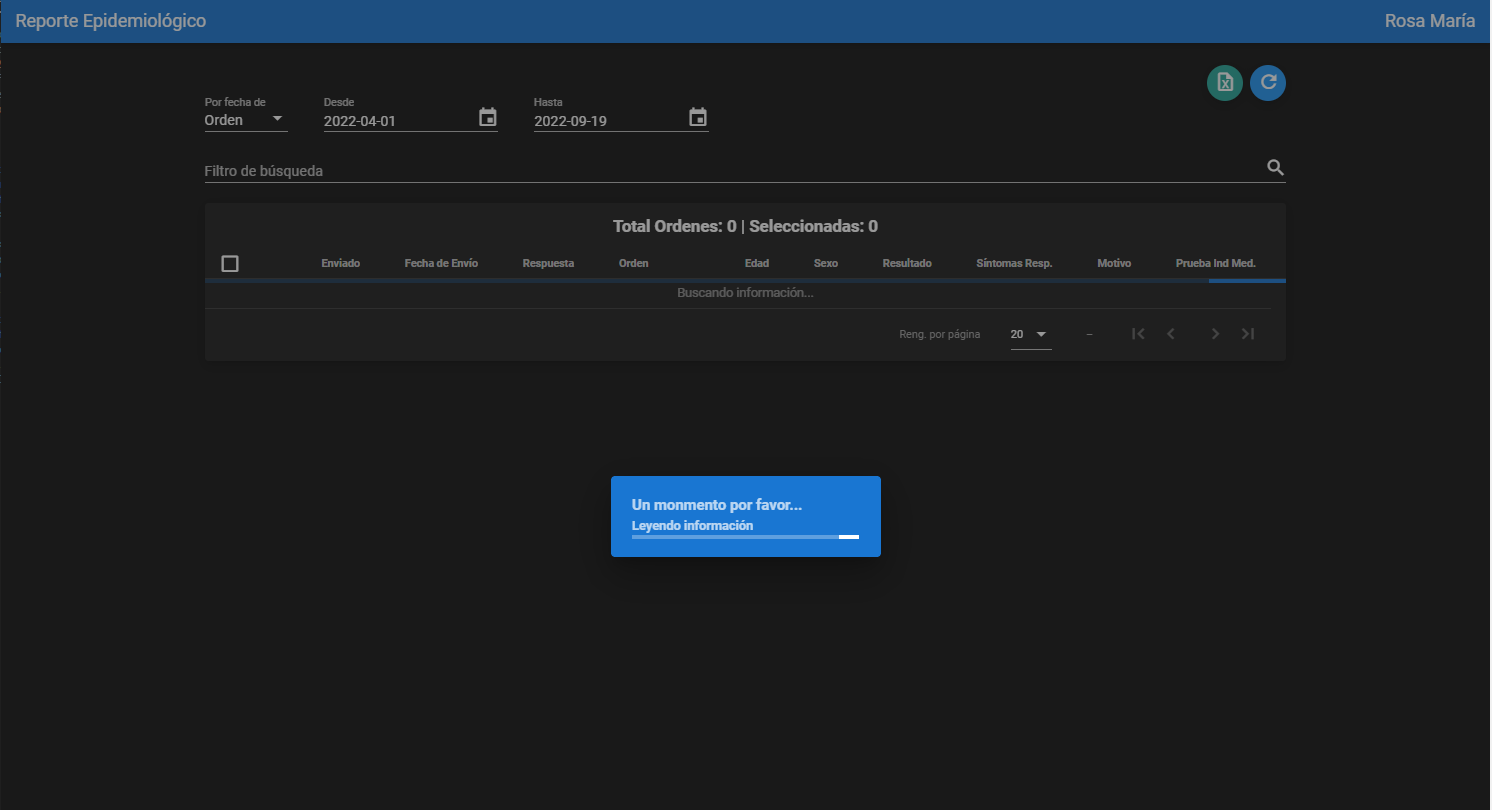 Reporte Epidemiológico Rosa María
Por fecha de Desde Hasta
Orden 2022-04-01 2022-09-19
Filtro de búsqueda
Total Ordenes: 0 | Seleccionadas: 0
Enviado Fecha de Envío Respuesta Orden Edad Sexo Resultado Síntomas Resp. Motivo Prueba Ind Med.
Buscando información...
Reng. por página 20 –
Un monmento por favor...
Leyendo información